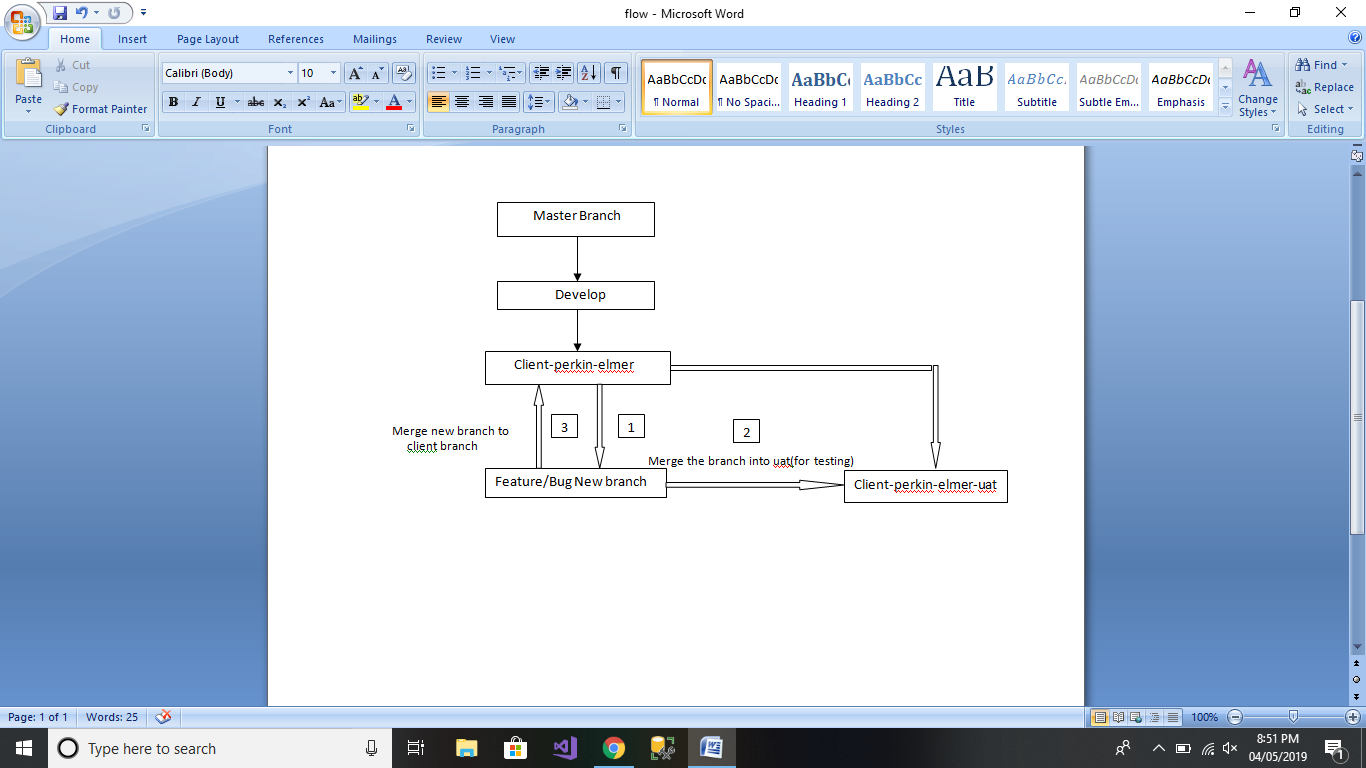 flow - Microsoft Word
Home Insert Page Layout References Mailings Review View
Paste
Cut
Copy
Format Painter
Clipboard
Calibri (Body) 10
B I U abc x₂ x² Aa ab A
Font
Paragraph
AaBbCcDc AaBbCcDc AaBbC AaBbCc AaB AaBbCc. AaBbCcDc AaBbCcDc
¶ Normal ¶ No Spaci... Heading 1 Heading 2 Title Subtitle Subtle Em... Emphasis
Change
Styles
Styles
Find
Replace
Select
Editing
Master Branch
Develop
Client-perkin-elmer
Merge new branch to
client branch
3
1
2
Merge the branch into uat(for testing)
Feature/Bug New branch
Client-perkin-elmer-uat
Page: 1 of 1 Words: 25
100%
Type here to search
8:51 PM
04/05/2019
1